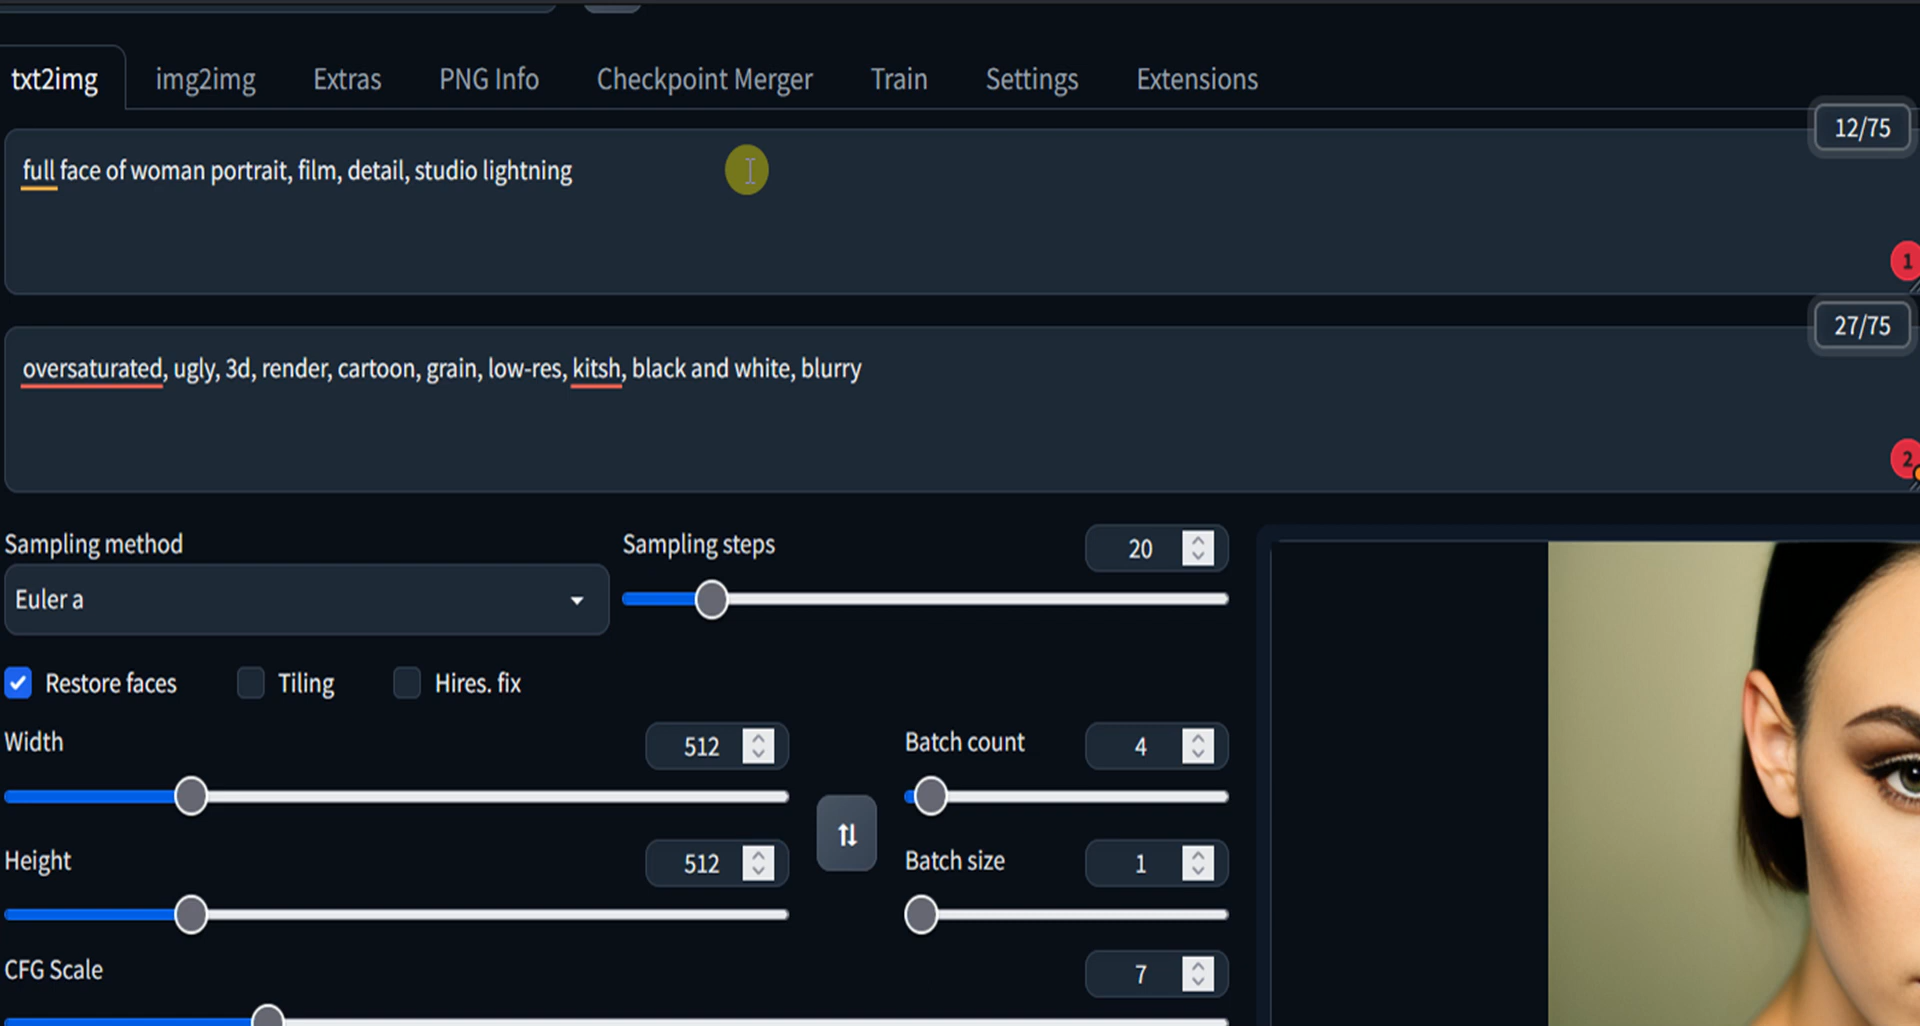 txt2img img2img Extras PNG Info Checkpoint Merger Train Settings Extensions
12/75
full face of woman portrait, film, detail, studio lightning
1
27/75
oversaturated, ugly, 3d, render, cartoon, grain, low-res, kitsh, black and white, blurry
2
Sampling method
Euler a
Sampling steps
20
Restore faces
Tiling
Hires. fix
Width
512
Batch count
4
Height
512
Batch size
1
CFG Scale
7